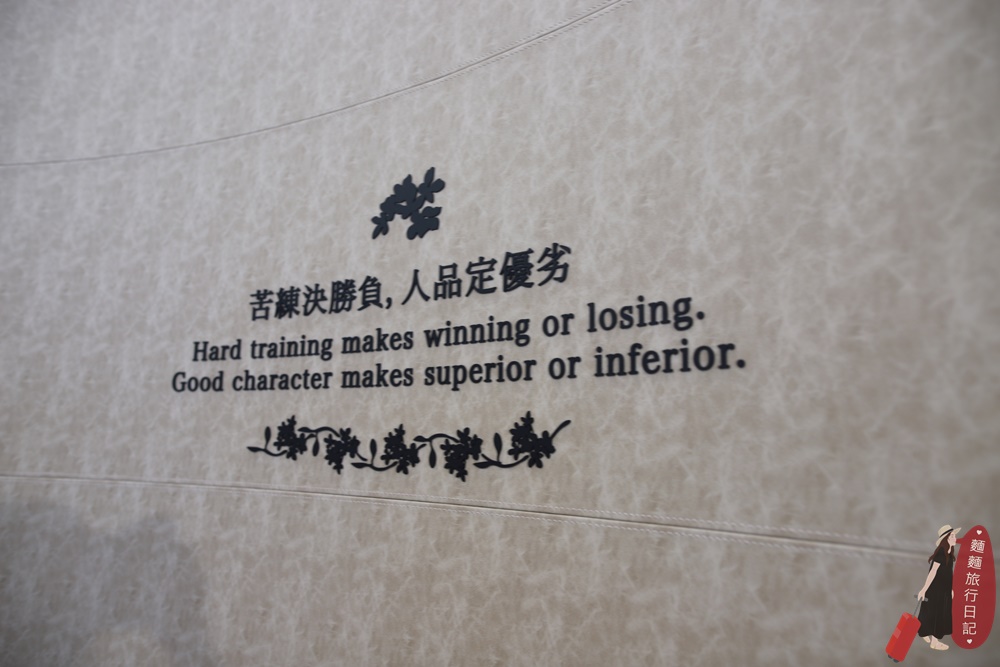 苦練決勝負,人品定優劣
Hard training makes winning or losing.
Good character makes superior or inferior.
麵麵旅行日記